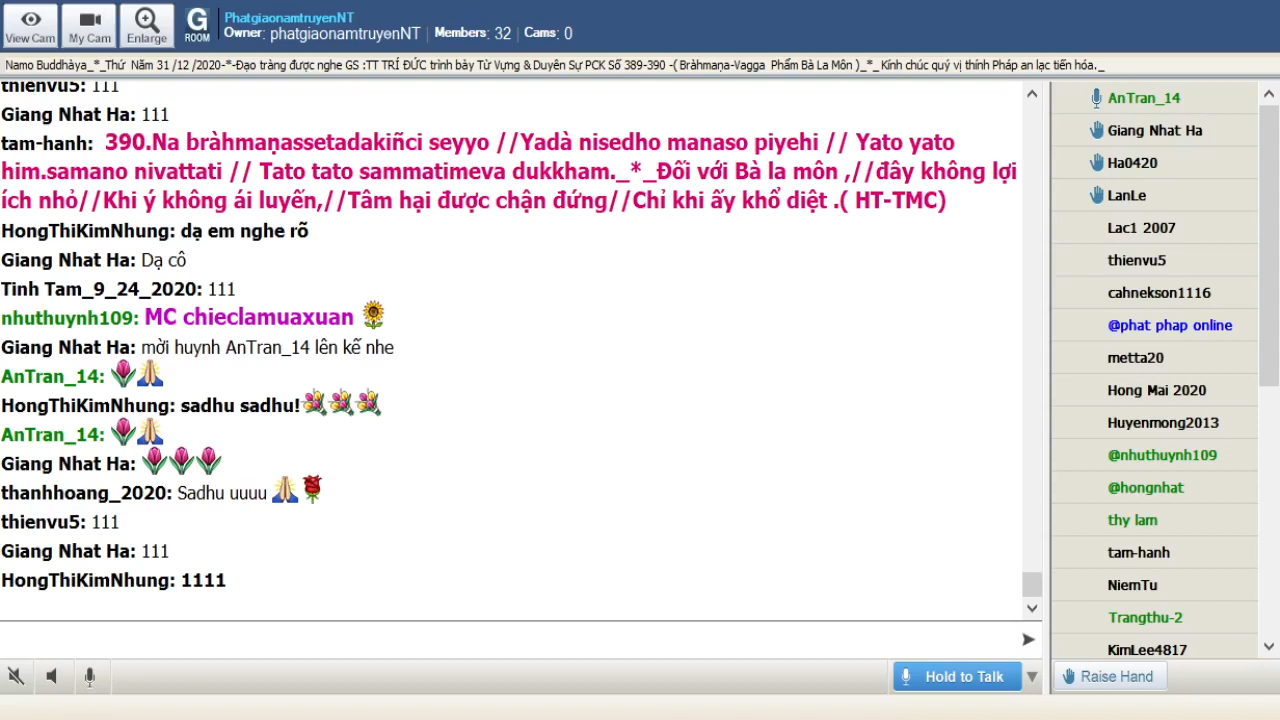 View Cam
My Cam
Enlarge
G
ROOM
PhatgiaonamtruyenNT
Owner: phatgiaonamtruyenNT | Members: 32 | Cams: 0
Namo Buddhàya_*_Thứ Năm 31 /12 /2020-*-Đạo tràng được nghe GS :TT TRÍ ĐỨC trình bày Từ Vựng & Duyên Sự PCK Số 389-390 -( Bràhmaṇa-Vagga Phẩm Bà La Môn )_*_Kính chúc quý vị thính Pháp an lạc tiến hóa._
thienvu5: 111
Giang Nhat Ha: 111
tam-hanh: 390.Na bràhmaṇassetadakiñci seyyo //Yadà nisedho manaso piyehi // Yato yato
him.samano nivattati // Tato tato sammatimeva dukkham._*_Đối với Bà la môn ,//đây không lợi
ích nhỏ//Khi ý không ái luyến,//Tâm hại được chận đứng//Chỉ khi ấy khổ diệt .( HT-TMC)
HongThiKimNhung: dạ em nghe rõ
Giang Nhat Ha: Dạ cô
Tinh Tam_9_24_2020: 111
nhuthuynh109: MC chieclamuaxuan
Giang Nhat Ha: mời huynh AnTran_14 lên kế nhe
AnTran_14:
HongThiKimNhung: sadhu sadhu!
AnTran_14:
Giang Nhat Ha:
thanhhoang_2020: Sadhu uuuu
thienvu5: 111
Giang Nhat Ha: 111
HongThiKimNhung: 1111
Hold to Talk
AnTran_14
Giang Nhat Ha
Ha0420
LanLe
Lac1 2007
thienvu5
cahnekson1116
@phat phap online
metta20
Hong Mai 2020
Huyenmong2013
@nhuthuynh109
@hongnhat
thy lam
tam-hanh
NiemTu
Trangthu-2
KimLee4817
Raise Hand